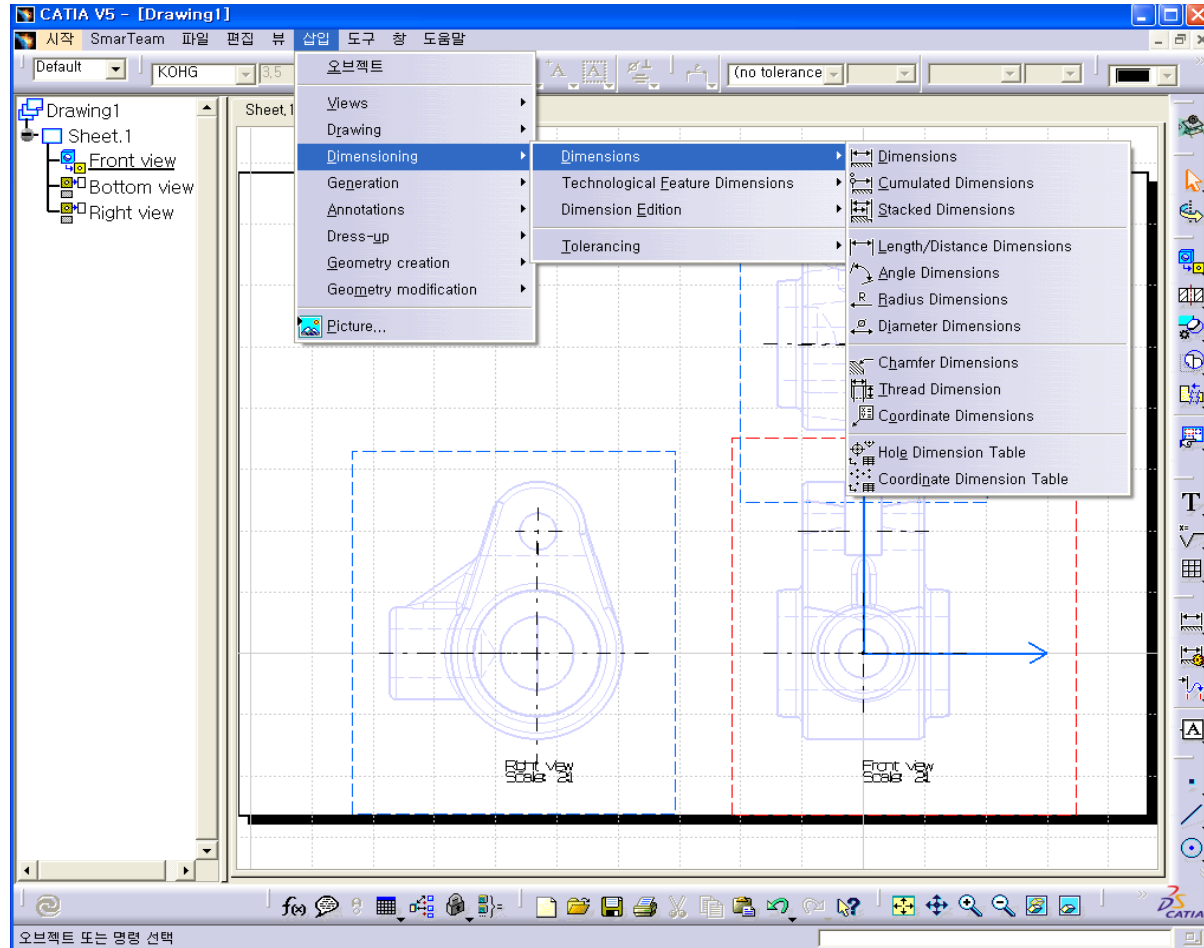 CATIA V5 - [Drawing1]
시작 SmarTeam 파일 편집 뷰 삽입 도구 창 도움말
Default KOHG 3,5 (no tolerance
Drawing1
Sheet.1
Front view
Bottom view
Right view
Sheet.1
오브젝트
Views
Drawing
Dimensioning
Generation
Annotations
Dress-up
Geometry creation
Geometry modification
Picture...
Dimensions
Technological Feature Dimensions
Dimension Edition
Tolerancing
Dimensions
Cumulated Dimensions
Stacked Dimensions
Length/Distance Dimensions
Angle Dimensions
Radius Dimensions
Diameter Dimensions
Chamfer Dimensions
Thread Dimension
Coordinate Dimensions
Hole Dimension Table
Coordinate Dimension Table
Right view
Scale: 2:1
Front view
Scale: 2:1
f(x)
CATIA
오브젝트 또는 명령 선택